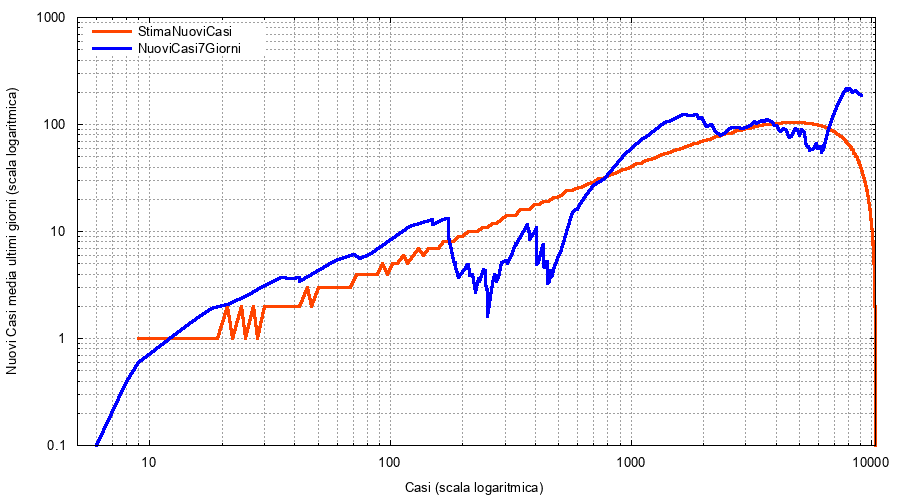 1000
StimaNuoviCasi
NuoviCasi7Giorni
100
10
1
0.1
Nuovi Casi media ultimi giorni (scala logaritmica)
10
100
1000
10000
Casi (scala logaritmica)